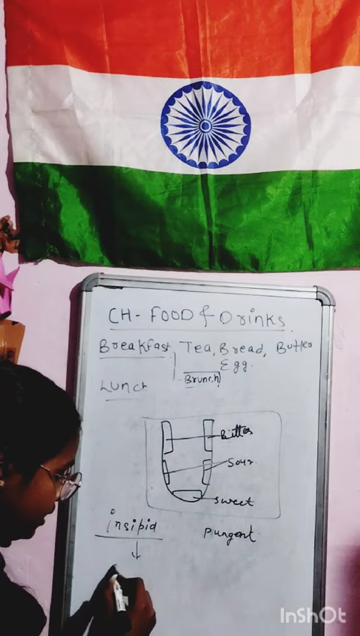 CH- FOOD & Drinks
Breakfast Tea, Bread, Butter
Egg.
Brunch
Lunch
Bitter
Sour
Sweet
insipid
Pungent
InShOt